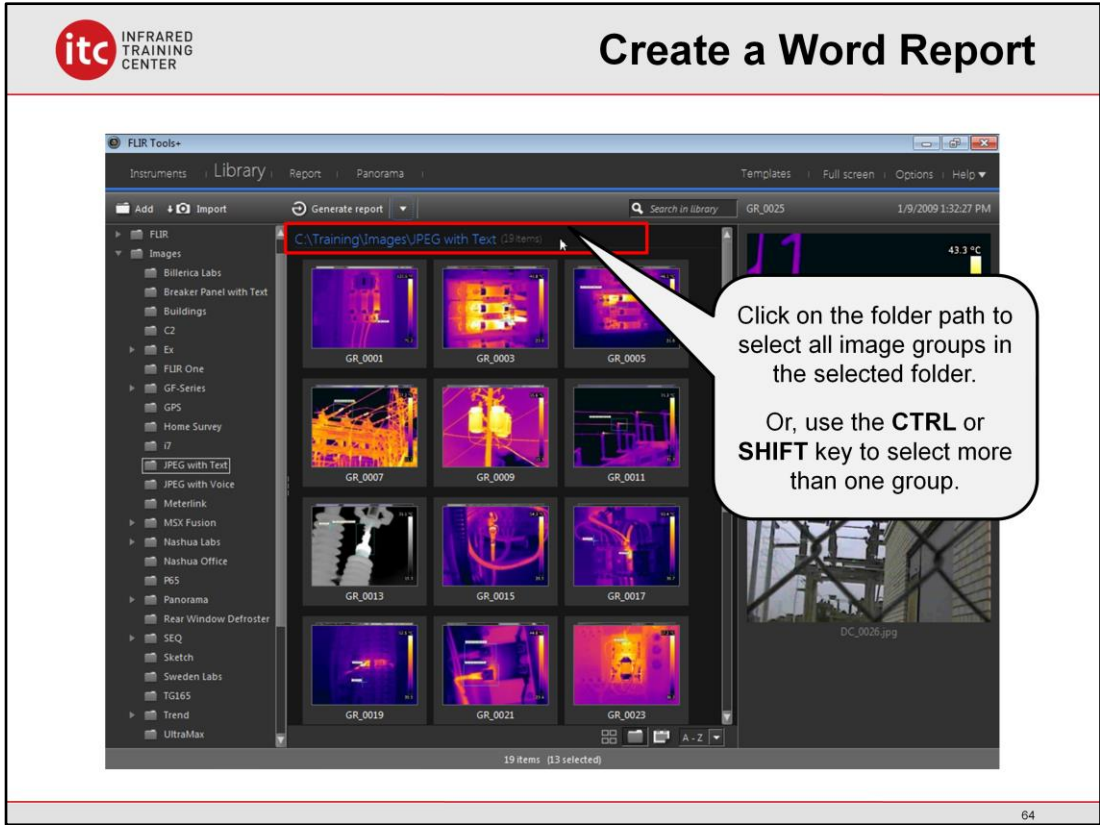 itc
INFRARED
TRAINING
CENTER
Create a Word Report
FLIR Tools+
Instruments
Library
Report
Panorama
Templates
Full screen
Options
Help
Add
Import
Generate report
Search in library
GR_0025
1/9/2009 1:32:27 PM
FLIR
Images
Billerica Labs
Breaker Panel with Text
Buildings
C2
Ex
FLIR One
GF-Series
GPS
Home Survey
i7
JPEG with Text
JPEG with Voice
Meterlink
MSX Fusion
Nashua Labs
Nashua Office
P65
Panorama
Rear Window Defroster
SEQ
Sketch
Sweden Labs
TG165
Trend
UltraMax
C:\Training\Images\JPEG with Text (19 items)
GR_0001
GR_0003
GR_0005
GR_0007
GR_0009
GR_0011
GR_0013
GR_0015
GR_0017
GR_0019
GR_0021
GR_0023
43.3 °C
Click on the folder path to
select all image groups in
the selected folder.
Or, use the CTRL or
SHIFT key to select more
than one group.
DC_0026.jpg
A - Z
19 items (13 selected)
64